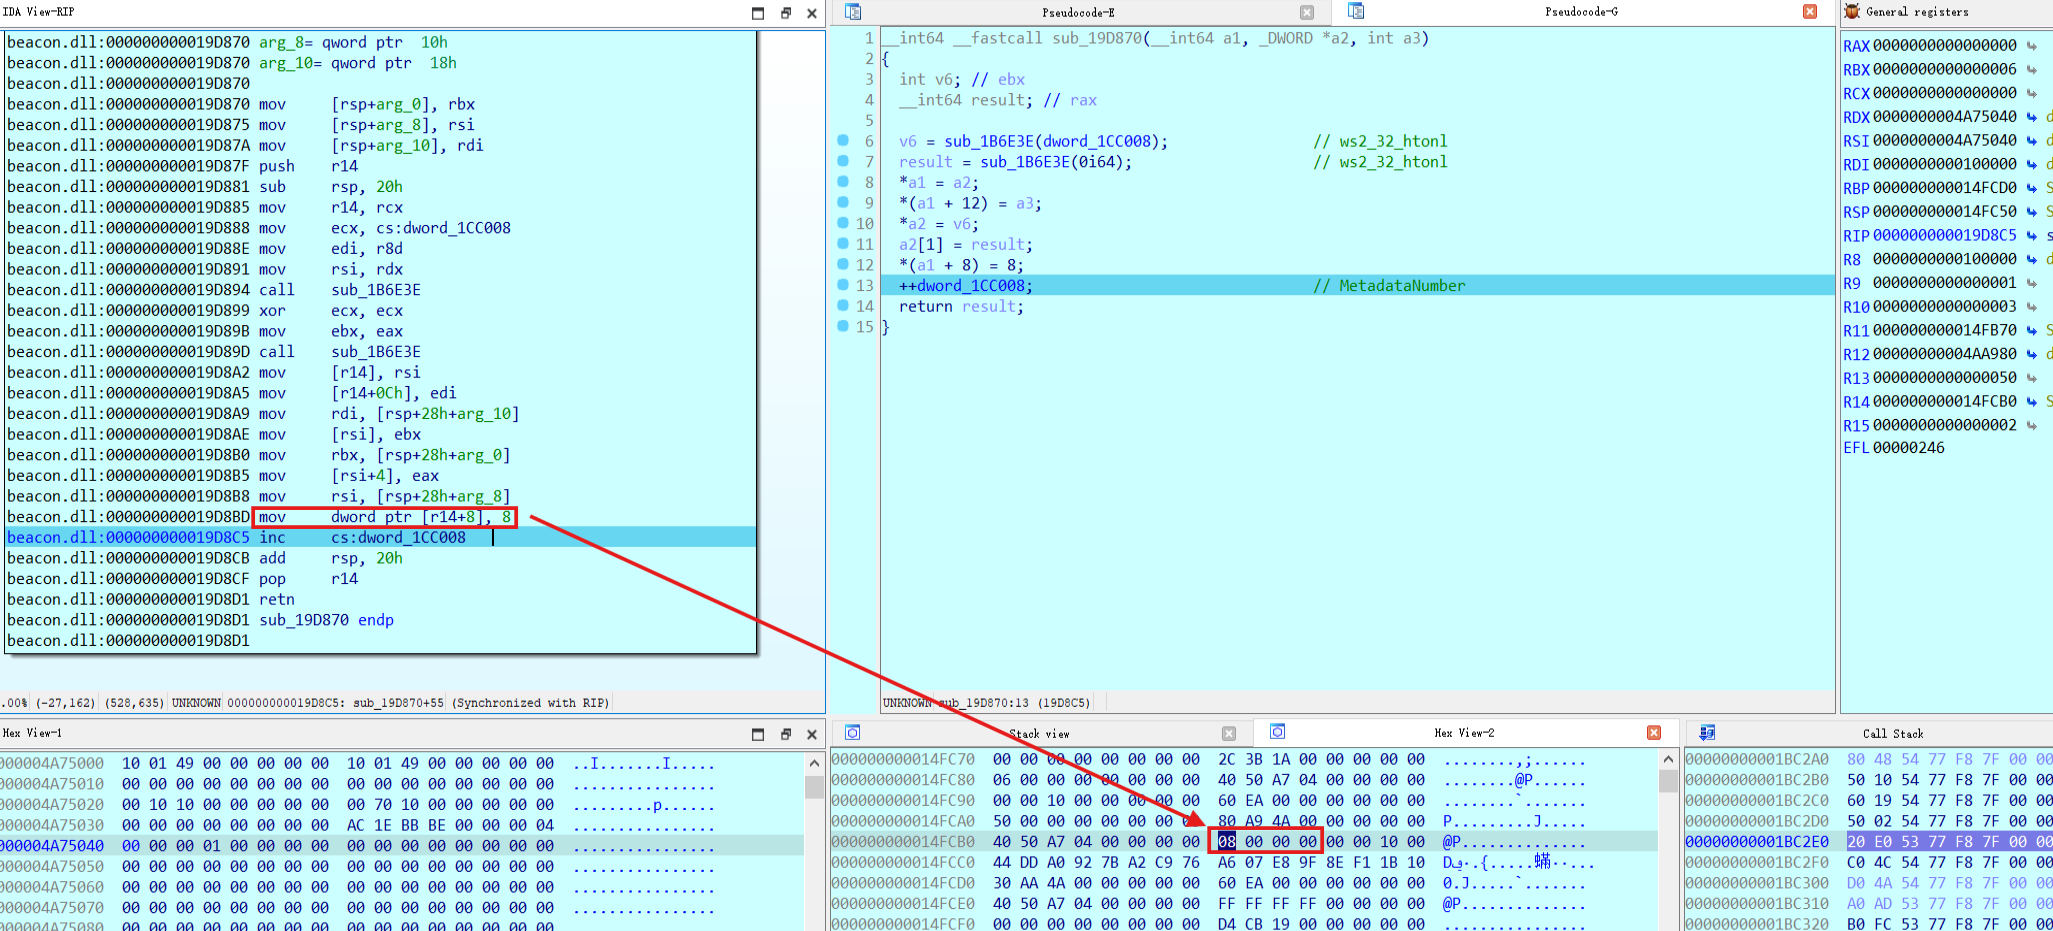 IDA View-RIP
beacon.dll:000000000019D870 arg_8= qword ptr  10h
beacon.dll:000000000019D870 arg_10= qword ptr  18h
beacon.dll:000000000019D870
beacon.dll:000000000019D870 mov     [rsp+arg_0], rbx
beacon.dll:000000000019D875 mov     [rsp+arg_8], rsi
beacon.dll:000000000019D87A mov     [rsp+arg_10], rdi
beacon.dll:000000000019D87F push    r14
beacon.dll:000000000019D881 sub     rsp, 20h
beacon.dll:000000000019D885 mov     r14, rcx
beacon.dll:000000000019D888 mov     ecx, cs:dword_1CC008
beacon.dll:000000000019D88E mov     edi, r8d
beacon.dll:000000000019D891 mov     rsi, rdx
beacon.dll:000000000019D894 call    sub_1B6E3E
beacon.dll:000000000019D899 xor     ecx, ecx
beacon.dll:000000000019D89B mov     ebx, eax
beacon.dll:000000000019D89D call    sub_1B6E3E
beacon.dll:000000000019D8A2 mov     [r14], rsi
beacon.dll:000000000019D8A5 mov     [r14+0Ch], edi
beacon.dll:000000000019D8A9 mov     rdi, [rsp+28h+arg_10]
beacon.dll:000000000019D8AE mov     [rsi], ebx
beacon.dll:000000000019D8B0 mov     rbx, [rsp+28h+arg_0]
beacon.dll:000000000019D8B5 mov     [rsi+4], eax
beacon.dll:000000000019D8B8 mov     rsi, [rsp+28h+arg_8]
beacon.dll:000000000019D8BD mov     dword ptr [r14+8], 8
beacon.dll:000000000019D8C5 inc     cs:dword_1CC008
beacon.dll:000000000019D8CB add     rsp, 20h
beacon.dll:000000000019D8CF pop     r14
beacon.dll:000000000019D8D1 retn
beacon.dll:000000000019D8D1 sub_19D870 endp
beacon.dll:000000000019D8D1
.00% (-27,162) (528,635) UNKNOWN 000000000019D8C5: sub_19D870+55 (Synchronized with RIP)
Pseudocode-E
Pseudocode-G
1 __int64 __fastcall sub_19D870(__int64 a1, _DWORD *a2, int a3)
2 {
3   int v6; // ebx
4   __int64 result; // rax
5
6   v6 = sub_1B6E3E(dword_1CC008);                 // ws2_32_htonl
7   result = sub_1B6E3E(0i64);                     // ws2_32_htonl
8   *a1 = a2;
9   *(a1 + 12) = a3;
10   *a2 = v6;
11   a2[1] = result;
12   *(a1 + 8) = 8;
13   ++dword_1CC008;                                // MetadataNumber
14   return result;
15 }
UNKNOWN sub_19D870:13 (19D8C5)
General registers
RAX 0000000000000000
RBX 0000000000000006
RCX 0000000000000000
RDX 0000000004A75040 d
RSI 0000000004A75040 d
RDI 0000000000100000 d
RBP 000000000014FCD0 S
RSP 000000000014FC50 S
RIP 000000000019D8C5 s
R8 0000000000100000 d
R9 0000000000000001
R10 0000000000000003
R11 000000000014FB70 S
R12 00000000004AA980 d
R13 0000000000000050
R14 000000000014FCB0 S
R15 0000000000000002
EFL 00000246
Hex View-1
000004A75000  10 01 49 00 00 00 00 00  10 01 49 00 00 00 00 00  ..I.......I.....
000004A75010  00 00 00 00 00 00 00 00  00 00 00 00 00 00 00 00  ................
000004A75020  00 10 10 00 00 00 00 00  00 70 10 00 00 00 00 00  .........p......
000004A75030  00 00 00 00 00 00 00 00  AC 1E BB BE 00 00 00 04  ................
000004A75040  00 00 00 01 00 00 00 00  00 00 00 00 00 00 00 00  ................
000004A75050  00 00 00 00 00 00 00 00  00 00 00 00 00 00 00 00  ................
000004A75060  00 00 00 00 00 00 00 00  00 00 00 00 00 00 00 00  ................
000004A75070  00 00 00 00 00 00 00 00  00 00 00 00 00 00 00 00  ................
000004A75080  00 00 00 00 00 00 00 00  00 00 00 00 00 00 00 00  ................
Stack view
Hex View-2
000000000014FC70  00 00 00 00 00 00 00 00  2C 3B 1A 00 00 00 00 00  ........,;......
000000000014FC80  06 00 00 00 00 00 00 00  40 50 A7 04 00 00 00 00  ........@P......
000000000014FC90  00 00 10 00 00 00 00 00  60 EA 00 00 00 00 00 00  ........`.......
000000000014FCA0  50 00 00 00 00 00 00 00  80 A9 4A 00 00 00 00 00  P.........J.....
000000000014FCB0  40 50 A7 04 00 00 00 00  08 00 00 00 00 00 10 00  @P..............
000000000014FCC0  44 DD A0 92 7B A2 C9 76  A6 07 E8 9F 8E F1 1B 10
000000000014FCD0  30 AA 4A 00 00 00 00 00  60 EA 00 00 00 00 00 00  0.J.....`.......
000000000014FCE0  40 50 A7 04 00 00 00 00  FF FF FF FF 00 00 00 00  @P..............
000000000014FCF0  00 00 00 00 00 00 00 00  D4 CB 19 00 00 00 00 00  ................
Call Stack
00000000001BC2A0  80 48 54 77 F8 7F 00 00
00000000001BC2B0  50 10 54 77 F8 7F 00 00
00000000001BC2C0  60 19 54 77 F8 7F 00 00
00000000001BC2D0  50 02 54 77 F8 7F 00 00
00000000001BC2E0  20 E0 53 77 F8 7F 00 00
00000000001BC2F0  C0 4C 54 77 F8 7F 00 00
00000000001BC300  D0 4A 54 77 F8 7F 00 00
00000000001BC310  A0 AD 53 77 F8 7F 00 00
00000000001BC320  B0 FC 53 77 F8 7F 00 00